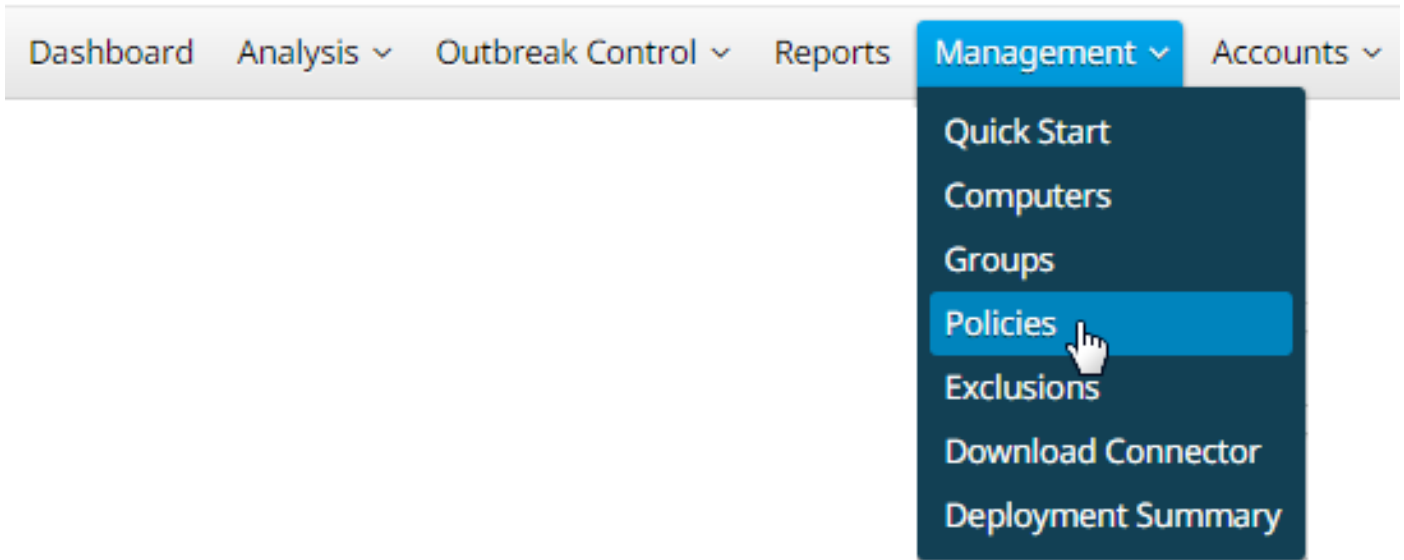 Dashboard Analysis Outbreak Control Reports Management Accounts
Quick Start
Computers
Groups
Policies
Exclusions
Download Connector
Deployment Summary